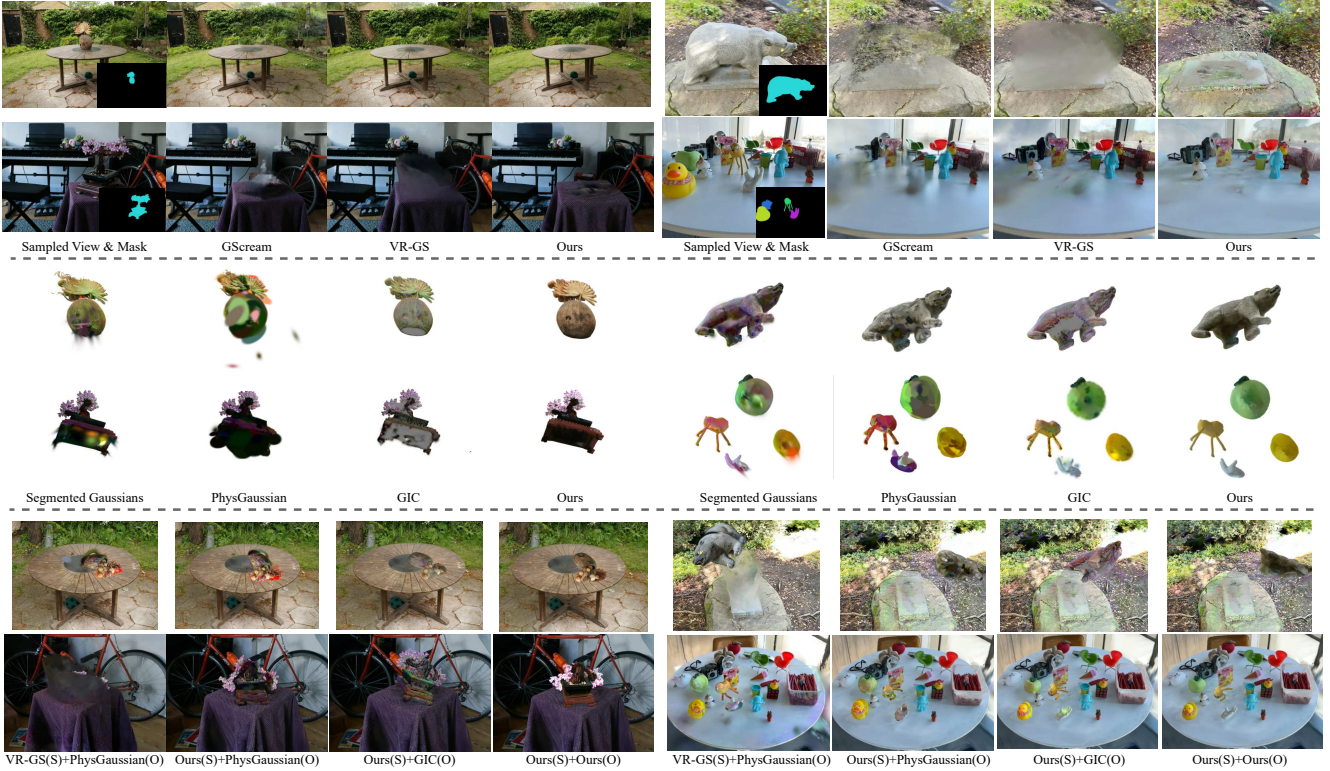 Sampled View & Mask GScream VR-GS Ours Sampled View & Mask GScream VR-GS Ours
Segmented Gaussians PhysGaussian GIC Ours Segmented Gaussians PhysGaussian GIC Ours
VR-GS(S)+PhysGaussian(O) Ours(S)+PhysGaussian(O) Ours(S)+GIC(O) Ours(S)+Ours(O) VR-GS(S)+PhysGaussian(O) Ours(S)+PhysGaussian(O) Ours(S)+GIC(O) Ours(S)+Ours(O)